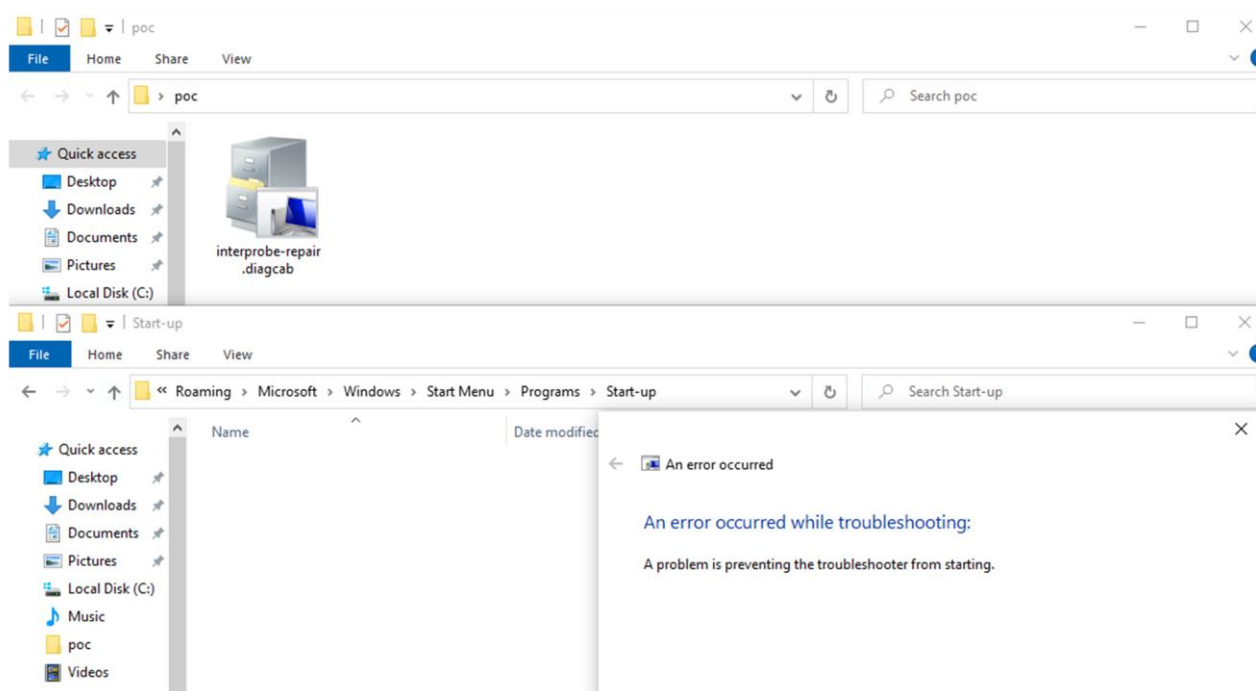 poc
File Home Share View
poc
Search poc
Quick access
Desktop
Downloads
Documents
Pictures
Local Disk (C:)
interprobe-repair
.diagcab
Start-up
File Home Share View
« Roaming > Microsoft > Windows > Start Menu > Programs > Start-up
Search Start-up
Name Date modified
Quick access
Desktop
Downloads
Documents
Pictures
Local Disk (C:)
Music
poc
Videos
An error occurred
An error occurred while troubleshooting:
A problem is preventing the troubleshooter from starting.